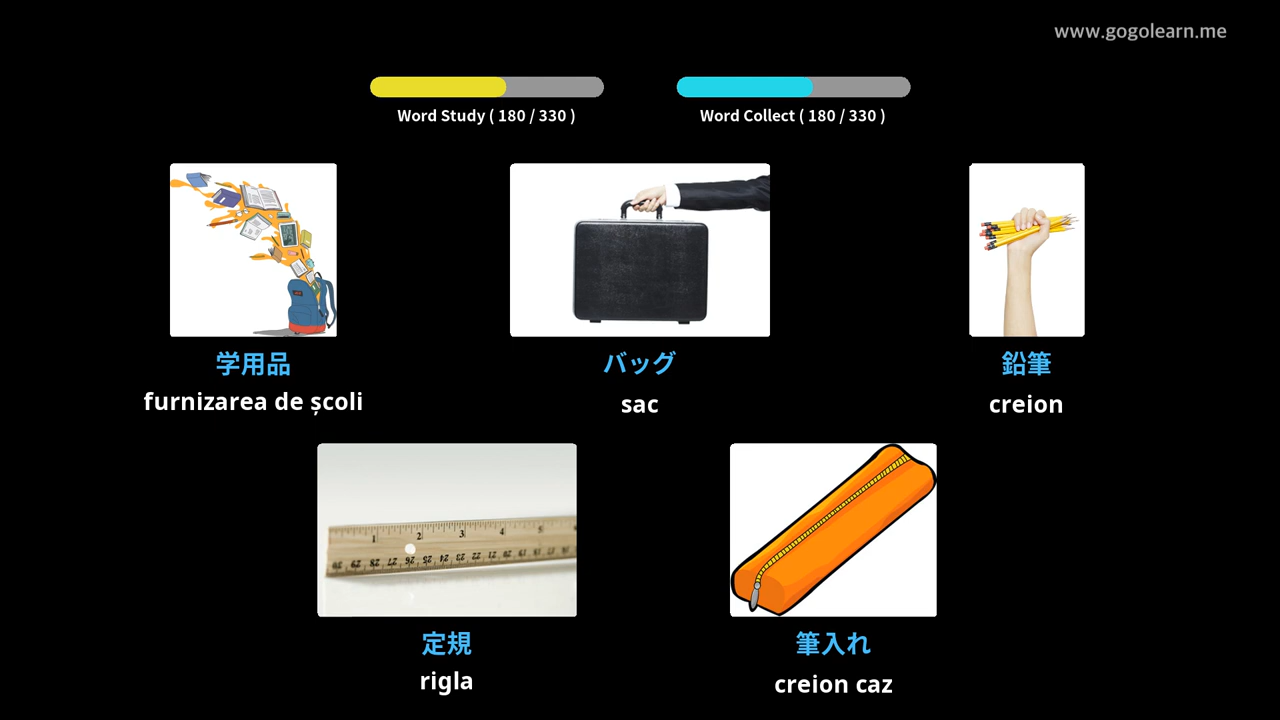 www.gogolearn.me
Word Study ( 180 / 330 )
Word Collect ( 180 / 330 )
学用品
furnizarea de școli
バッグ
sac
鉛筆
creion
定規
rigla
筆入れ
creion caz